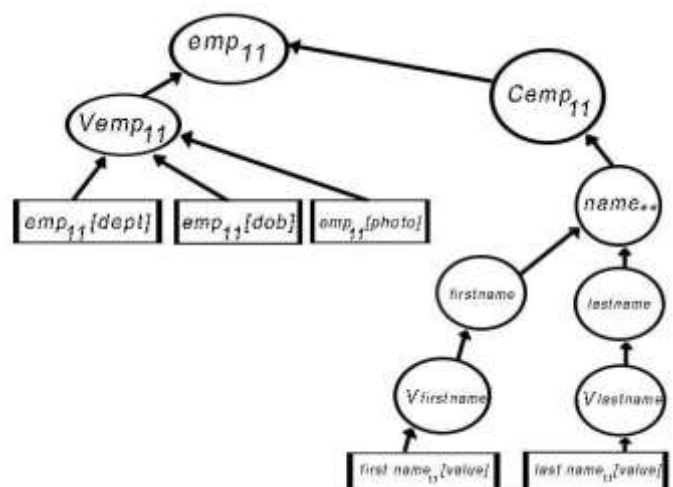 emp₁₁
Cemp₁₁
Vemp₁₁
name**
emp₁₁[dept]
emp₁₁[dob]
emp₁₁[photo]
firstname
lastname
Vfirstname
Vlastname
first name₁₁[value]
last name₁₁[value]